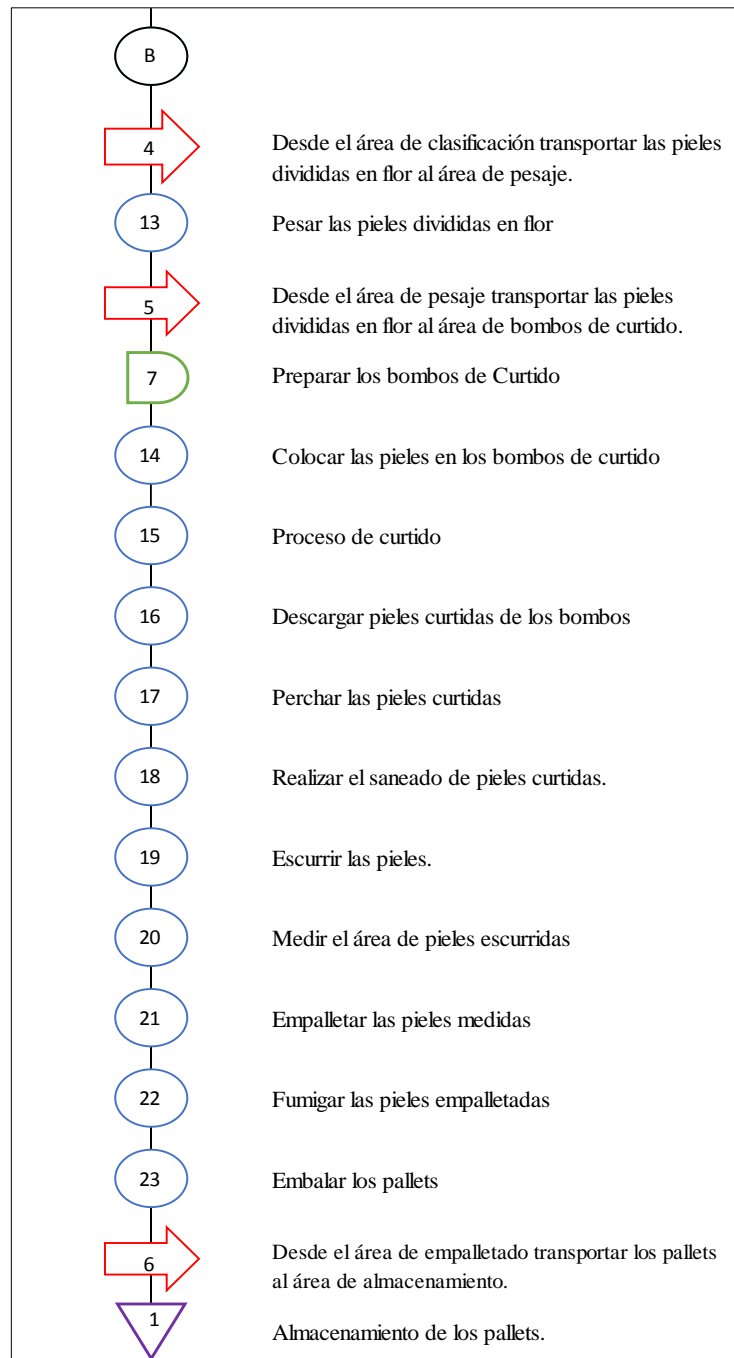 B
4
Desde el área de clasificación transportar las pieles
divididas en flor al área de pesaje.
13
Pesar las pieles divididas en flor
5
Desde el área de pesaje transportar las pieles
divididas en flor al área de bombos de curtido.
7
Preparar los bombos de Curtido
14
Colocar las pieles en los bombos de curtido
15
Proceso de curtido
16
Descargar pieles curtidas de los bombos
17
Perchar las pieles curtidas
18
Realizar el saneado de pieles curtidas.
19
Escurrir las pieles.
20
Medir el área de pieles escurridas
21
Empalletar las pieles medidas
22
Fumigar las pieles empalletadas
23
Embalar los pallets
6
Desde el área de empalletado transportar los pallets
al área de almacenamiento.
1
Almacenamiento de los pallets.